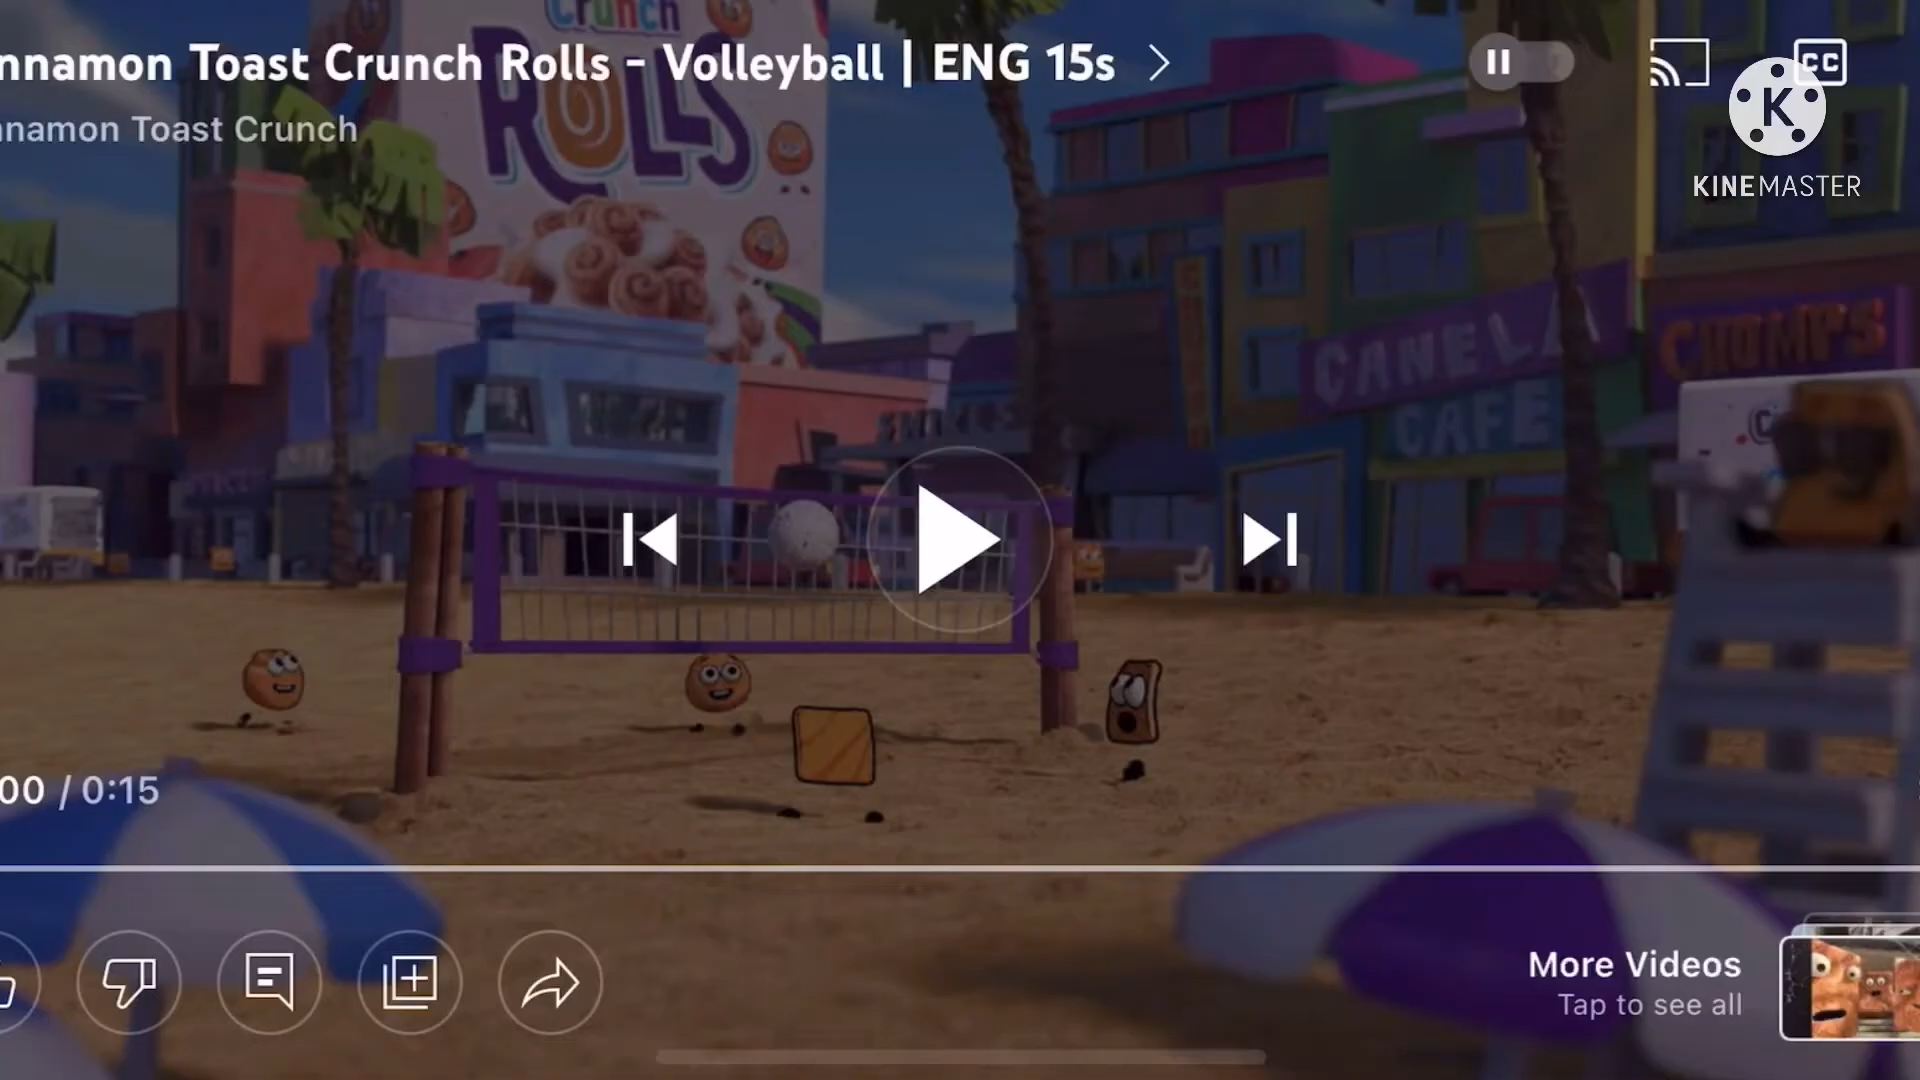 Crunch
nnamon Toast Crunch Rolls - Volleyball | ENG 15s
nnamon Toast Crunch
CC
K
KINEMASTER
ROLLS
CANELA
CAFE
CHOMPS
00 / 0:15
More Videos
Tap to see all